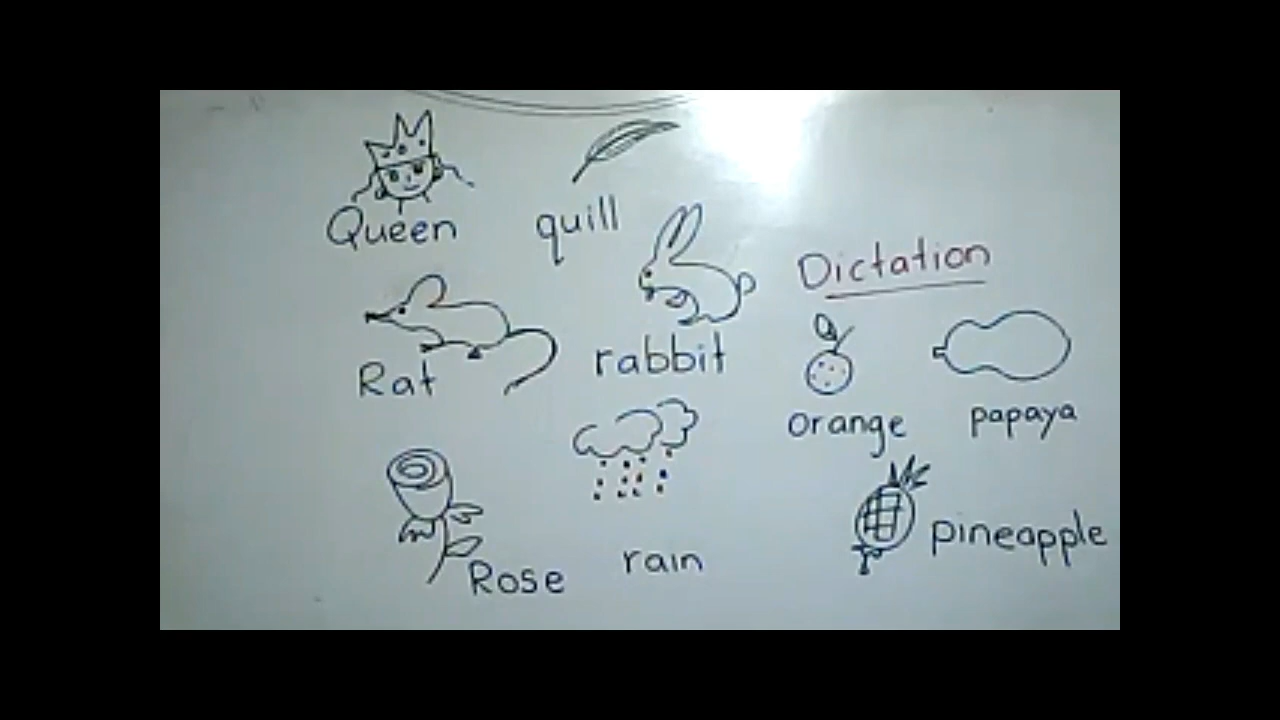 Queen
quill
Rat
rabbit
Rose
rain
Dictation
orange
papaya
pineapple